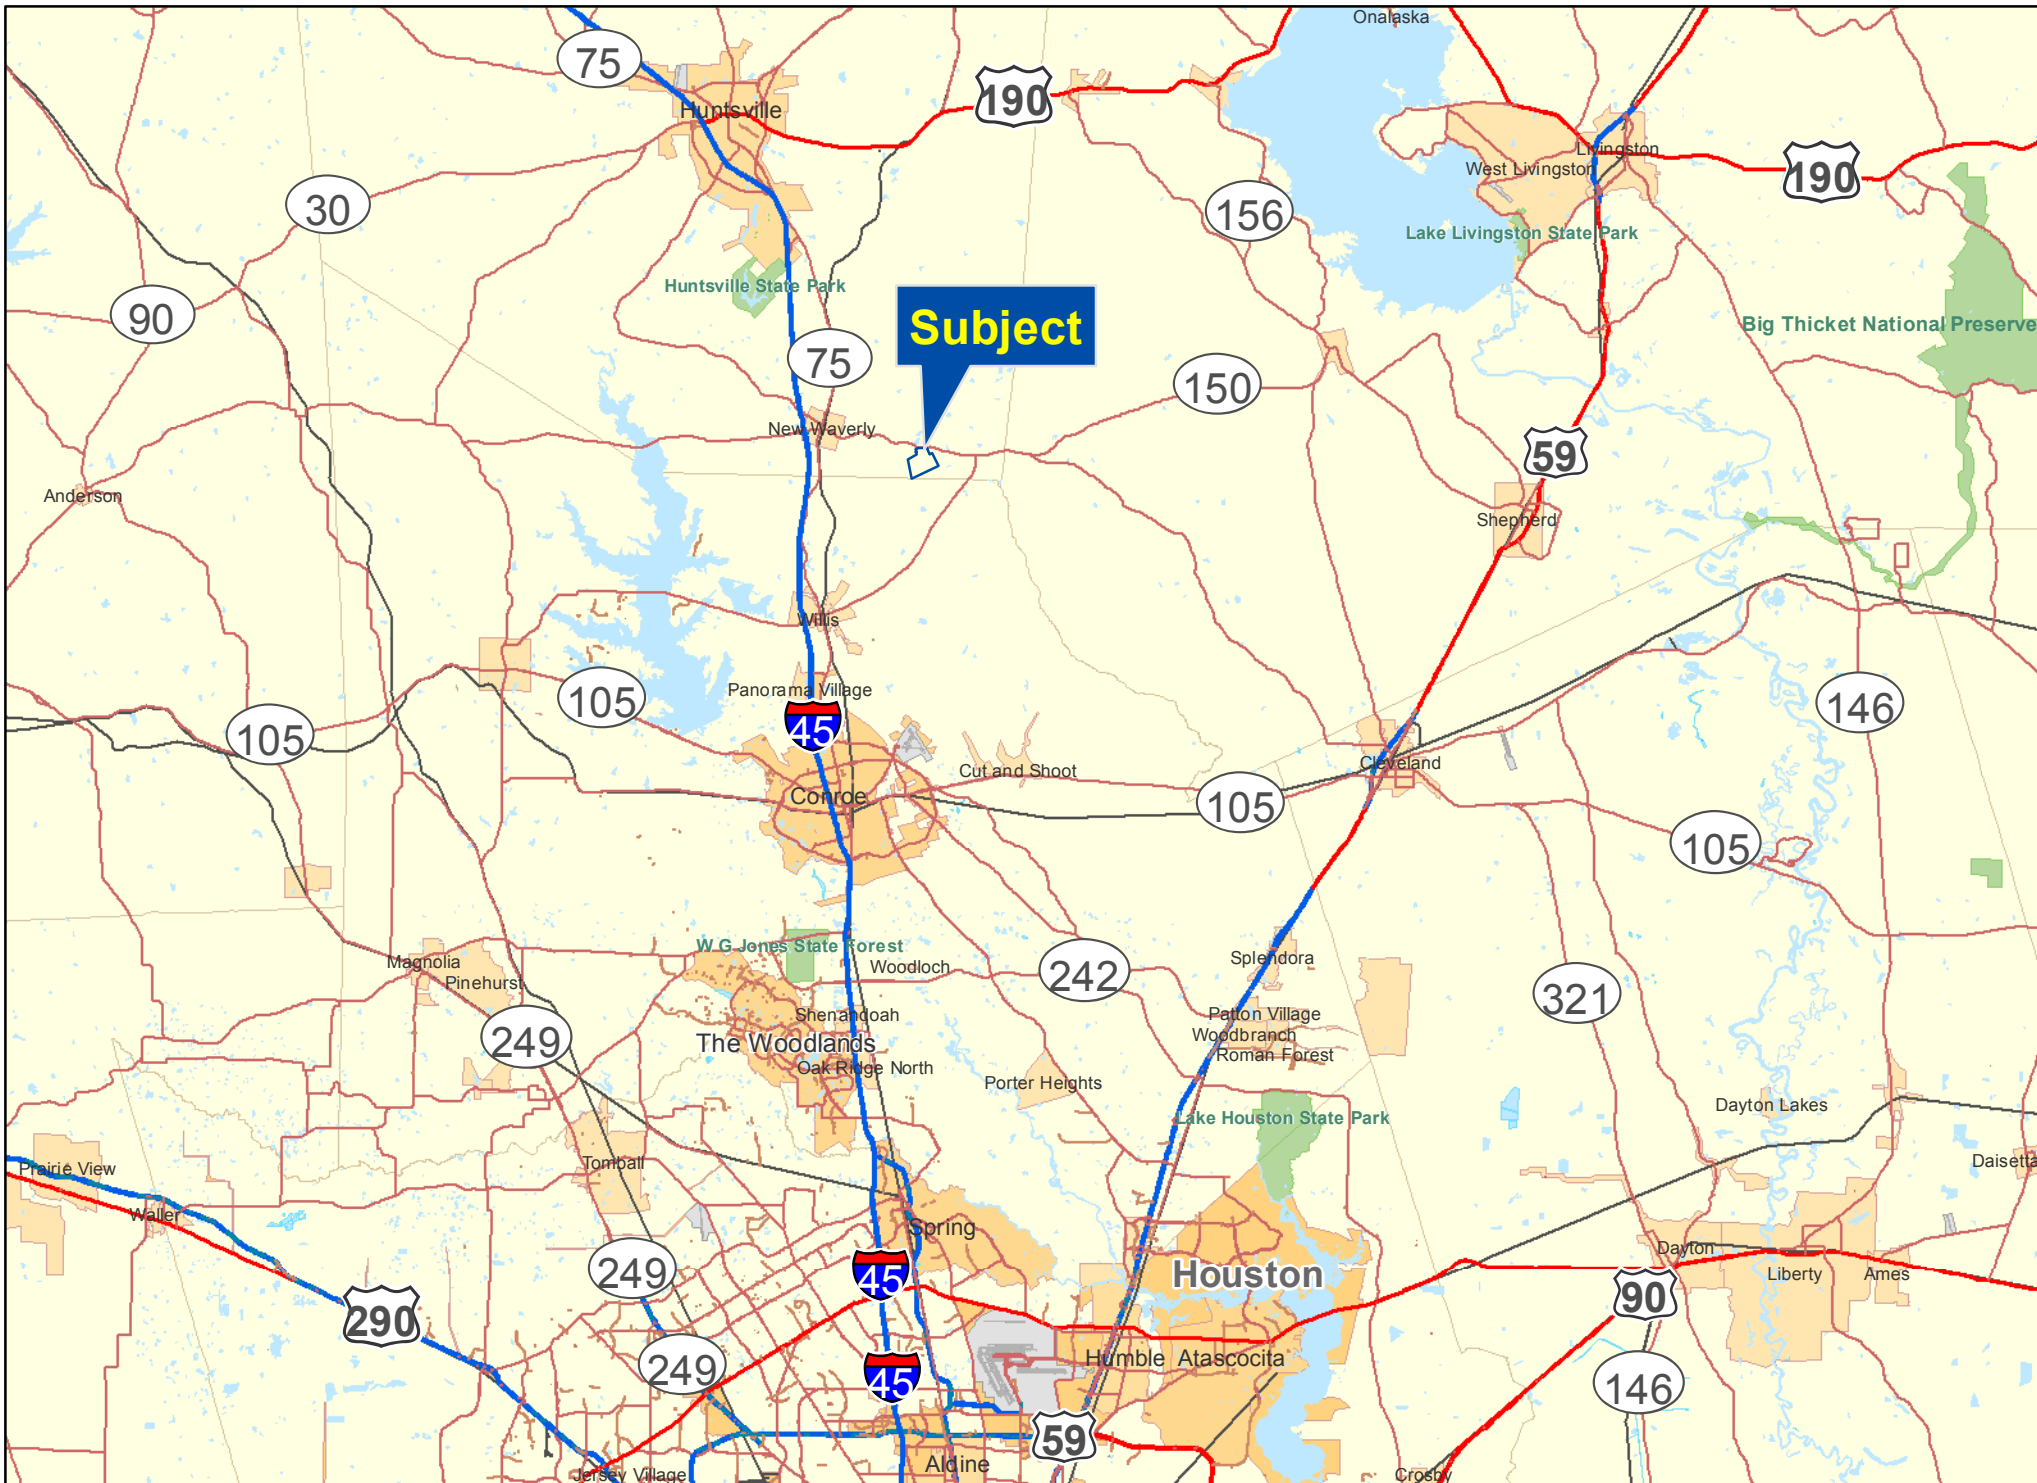 Onalaska
75
Huntsville
190
Livingston
West Livingston
190
30
156
Lake Livingston State Park
Huntsville State Park
90
Subject
Big Thicket National Preserve
75
150
New Waverly
59
Anderson
Shepherd
Willis
105
Panorama Village
146
105
45
Cut and Shoot
Cleveland
Conroe
105
105
W G Jones State Forest
Magnolia
Woodloch
Splendora
242
Pinehurst
321
Shenandoah
Patton Village
249
The Woodlands
Woodbranch
Roman Forest
Oak Ridge North
Porter Heights
Dayton Lakes
Lake Houston State Park
Prairie View
Tomball
Daisetta
Waller
Spring
Dayton
249
45
Houston
Liberty
Ames
90
290
249
Humble
Atascocita
45
146
59
Aldine
Jersey Village
Crosby